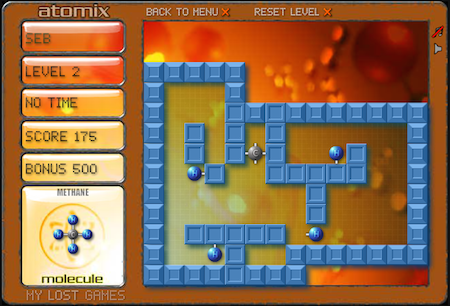 atomix
BACK TO MENU X
RESET LEVEL X
SEB
LEVEL 2
NO TIME
SCORE 175
BONUS 500
METHANE
H
H C H
H
molecule
C
H
H
H
H
MY LOST GAMES